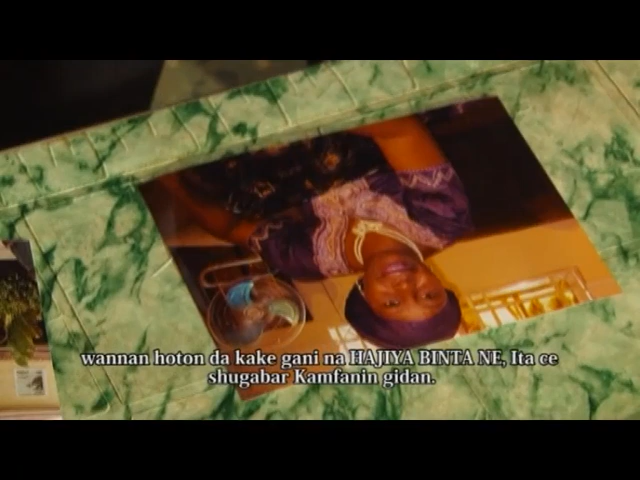 wannan hoton da kake gani na HAJIYA BINTA NE, Ita ce
shugabar Kamfanin gidan.